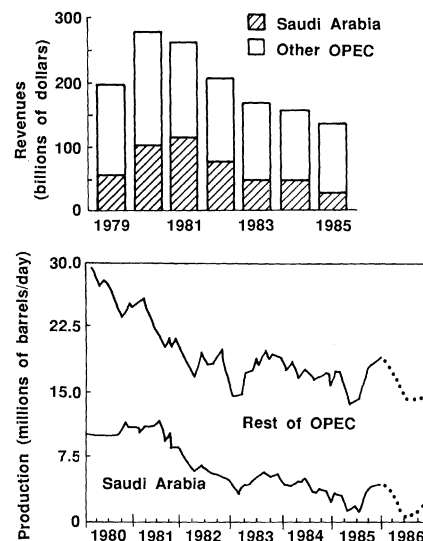 300
200
100
0
Revenues
(billions of dollars)
Saudi Arabia
Other OPEC
1979 1981 1983 1985
30.0
22.5
15.0
7.5
0
Production (millions of barrels/day)
Rest of OPEC
Saudi Arabia
1980 1981 1982 1983 1984 1985 1986